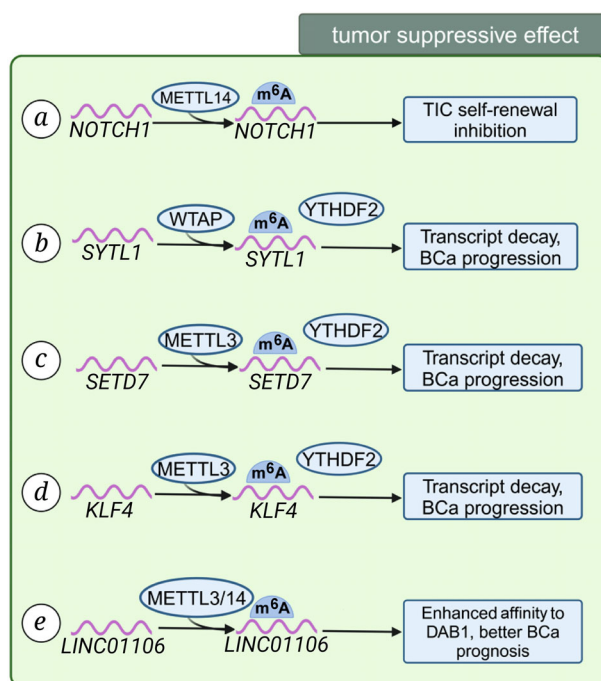 tumor suppressive effect
a
METTL14
m⁶A
NOTCH1
NOTCH1
TIC self-renewal
inhibition
b
WTAP
m⁶A
YTHDF2
SYTL1
SYTL1
Transcript decay,
BCa progression
c
METTL3
m⁶A
YTHDF2
SETD7
SETD7
Transcript decay,
BCa progression
d
METTL3
m⁶A
YTHDF2
KLF4
KLF4
Transcript decay,
BCa progression
e
METTL3/14
m⁶A
LINC01106
LINC01106
Enhanced affinity to
DAB1, better BCa
prognosis